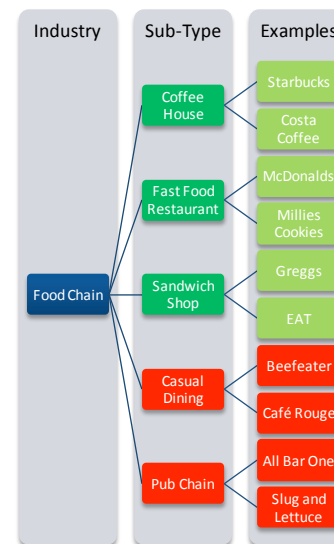 Industry
Sub-Type
Examples
Food Chain
Coffee
House
Starbucks
Costa
Coffee
Fast Food
Restaurant
McDonalds
Millies
Cookies
Sandwich
Shop
Greggs
EAT
Casual
Dining
Beefeater
Café Rouge
Pub Chain
All Bar One
Slug and
Lettuce